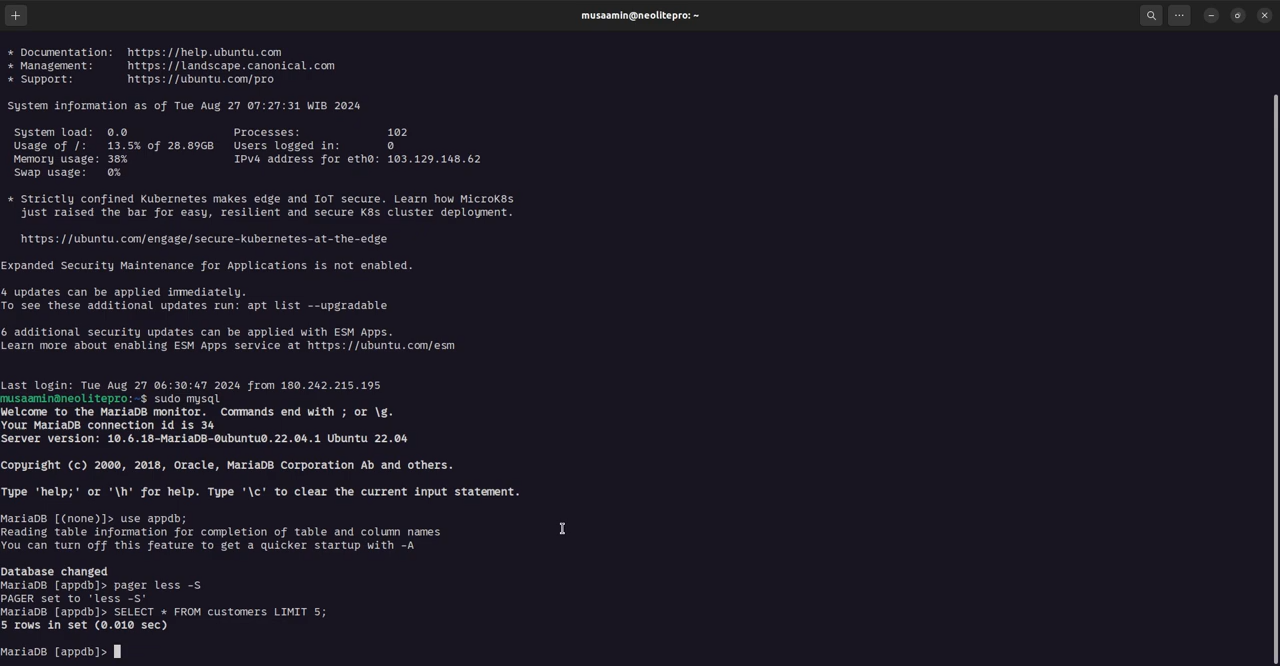 musaamin@neolitepro: ~
* Documentation:  https://help.ubuntu.com
* Management:     https://landscape.canonical.com
* Support:        https://ubuntu.com/pro
System information as of Tue Aug 27 07:27:31 WIB 2024
System load:  0.0                Processes:             102
Usage of /:   13.5% of 28.89GB   Users logged in:       0
Memory usage: 38%                IPv4 address for eth0: 103.129.148.62
Swap usage:   0%
* Strictly confined Kubernetes makes edge and IoT secure. Learn how MicroK8s
just raised the bar for easy, resilient and secure K8s cluster deployment.
https://ubuntu.com/engage/secure-kubernetes-at-the-edge
Expanded Security Maintenance for Applications is not enabled.
4 updates can be applied immediately.
To see these additional updates run: apt list --upgradable
6 additional security updates can be applied with ESM Apps.
Learn more about enabling ESM Apps service at https://ubuntu.com/esm
Last login: Tue Aug 27 06:30:47 2024 from 180.242.215.195
musaamin@neolitepro:~$ sudo mysql
Welcome to the MariaDB monitor.  Commands end with ; or \g.
Your MariaDB connection id is 34
Server version: 10.6.18-MariaDB-0ubuntu0.22.04.1 Ubuntu 22.04
Copyright (c) 2000, 2018, Oracle, MariaDB Corporation Ab and others.
Type 'help;' or '\h' for help. Type '\c' to clear the current input statement.
MariaDB [(none)]> use appdb;
Reading table information for completion of table and column names
You can turn off this feature to get a quicker startup with -A
Database changed
MariaDB [appdb]> pager less -S
PAGER set to 'less -S'
MariaDB [appdb]> SELECT * FROM customers LIMIT 5;
5 rows in set (0.010 sec)
MariaDB [appdb]>